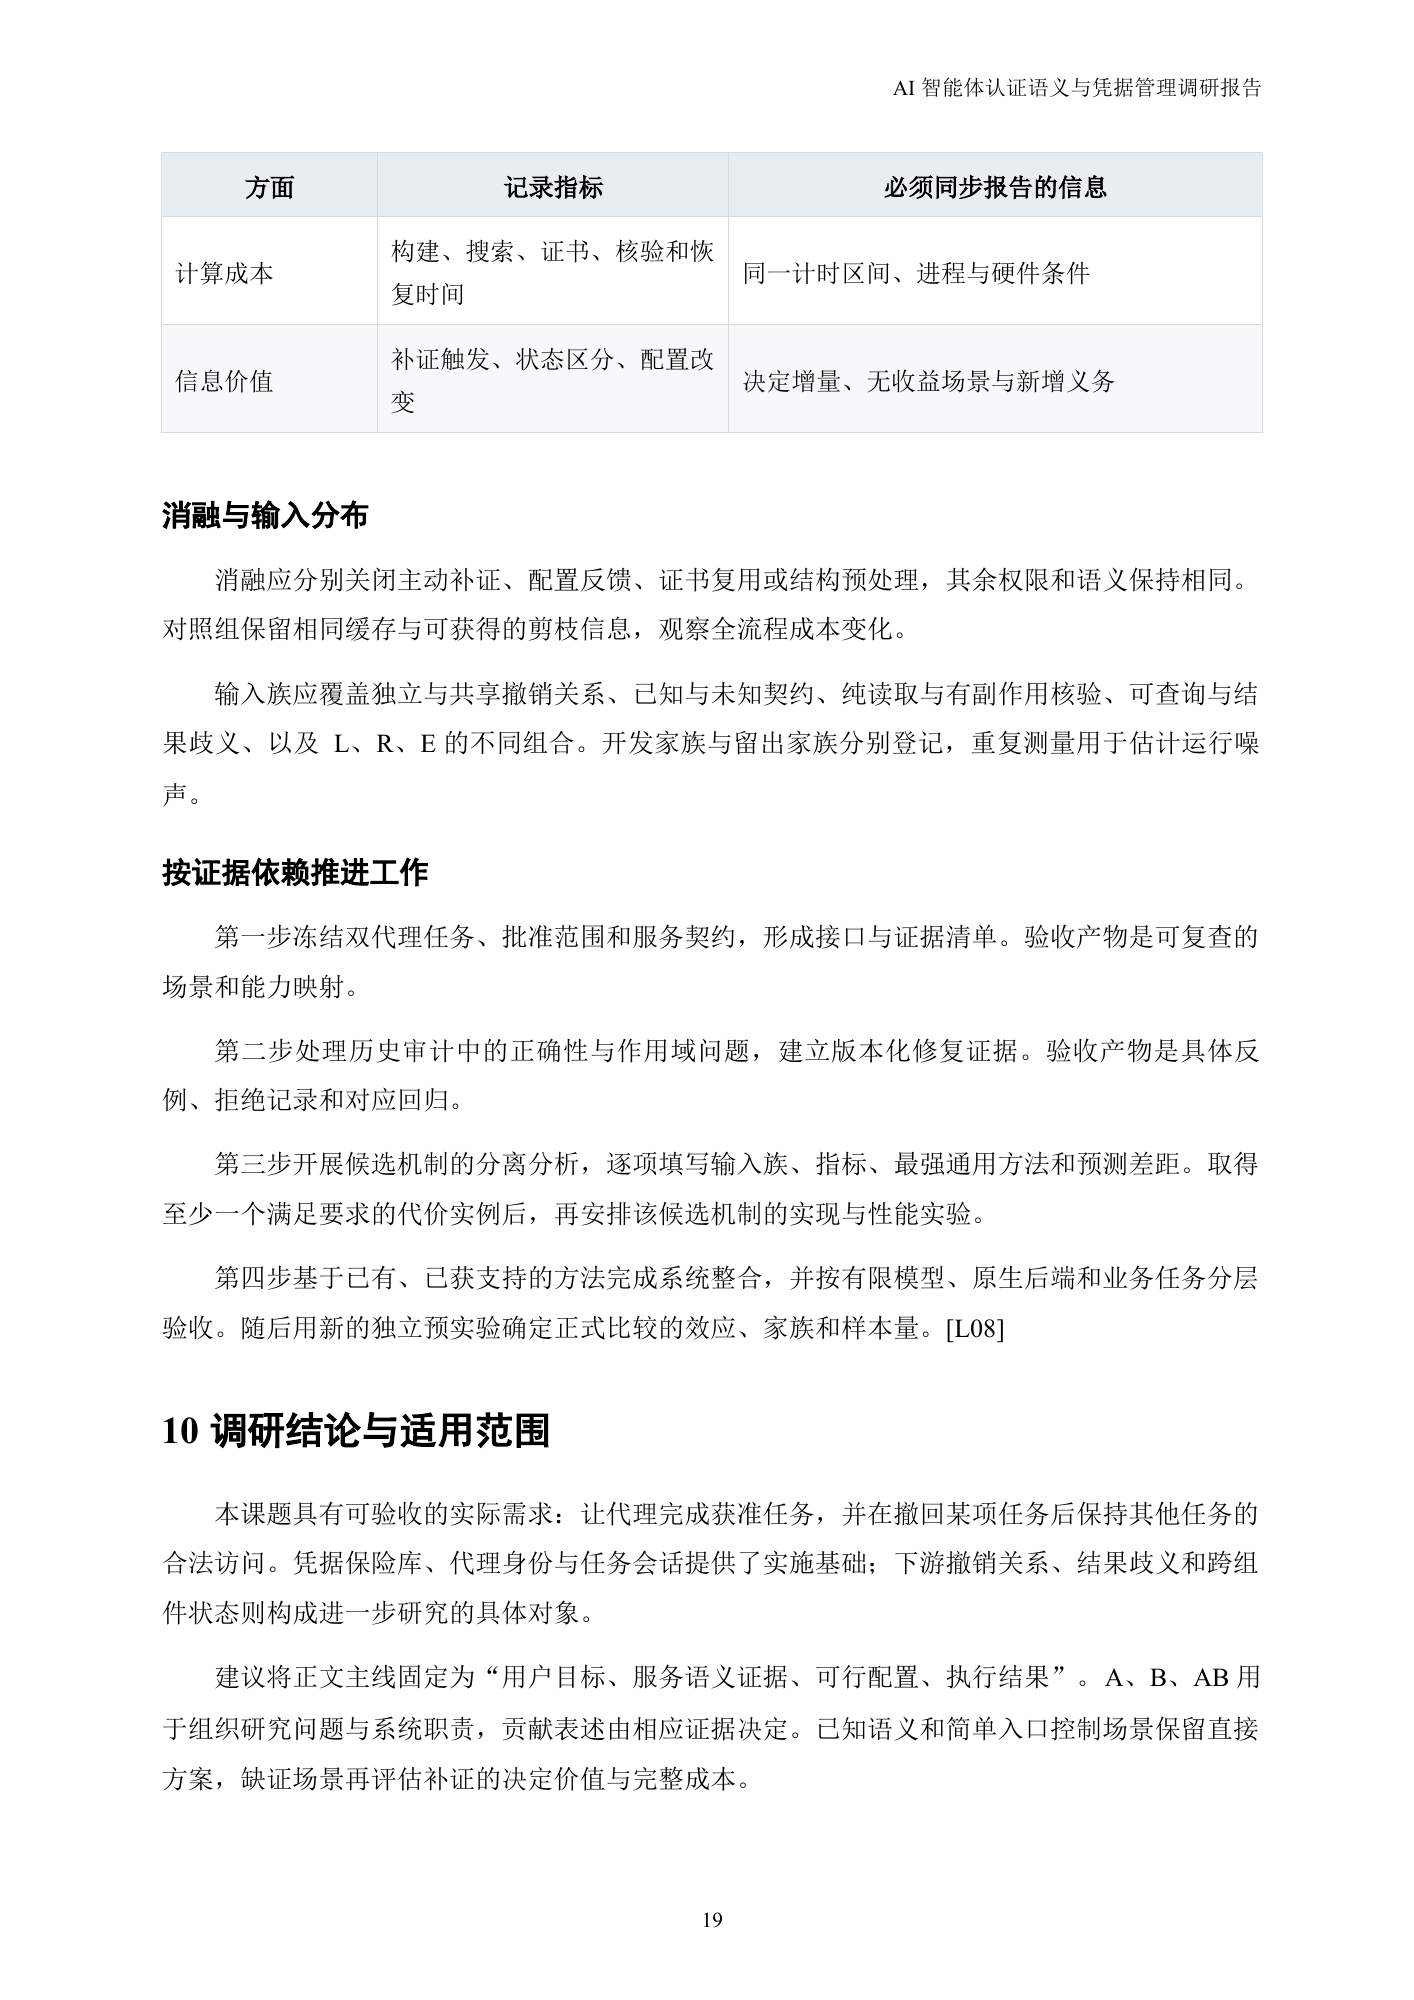 AI 智能体认证语义与凭据管理调研报告
方面
记录指标
必须同步报告的信息
计算成本
构建、搜索、证书、核验和恢
复时间
同一计时区间、进程与硬件条件
信息价值
补证触发、状态区分、配置改
变
决定增量、无收益场景与新增义务
消融与输入分布
消融应分别关闭主动补证、配置反馈、证书复用或结构预处理，其余权限和语义保持相同。
对照组保留相同缓存与可获得的剪枝信息，观察全流程成本变化。
输入族应覆盖独立与共享撤销关系、已知与未知契约、纯读取与有副作用核验、可查询与结
果歧义、以及 L、R、E 的不同组合。开发家族与留出家族分别登记，重复测量用于估计运行噪
声。
按证据依赖推进工作
第一步冻结双代理任务、批准范围和服务契约，形成接口与证据清单。验收产物是可复查的
场景和能力映射。
第二步处理历史审计中的正确性与作用域问题，建立版本化修复证据。验收产物是具体反
例、拒绝记录和对应回归。
第三步开展候选机制的分离分析，逐项填写输入族、指标、最强通用方法和预测差距。取得
至少一个满足要求的代价实例后，再安排该候选机制的实现与性能实验。
第四步基于已有、已获支持的方法完成系统整合，并按有限模型、原生后端和业务任务分层
验收。随后用新的独立预实验确定正式比较的效应、家族和样本量。[L08]
10 调研结论与适用范围
本课题具有可验收的实际需求：让代理完成获准任务，并在撤回某项任务后保持其他任务的
合法访问。凭据保险库、代理身份与任务会话提供了实施基础；下游撤销关系、结果歧义和跨组
件状态则构成进一步研究的具体对象。
建议将正文主线固定为“用户目标、服务语义证据、可行配置、执行结果”。A、B、AB 用
于组织研究问题与系统职责，贡献表述由相应证据决定。已知语义和简单入口控制场景保留直接
方案，缺证场景再评估补证的决定价值与完整成本。
19